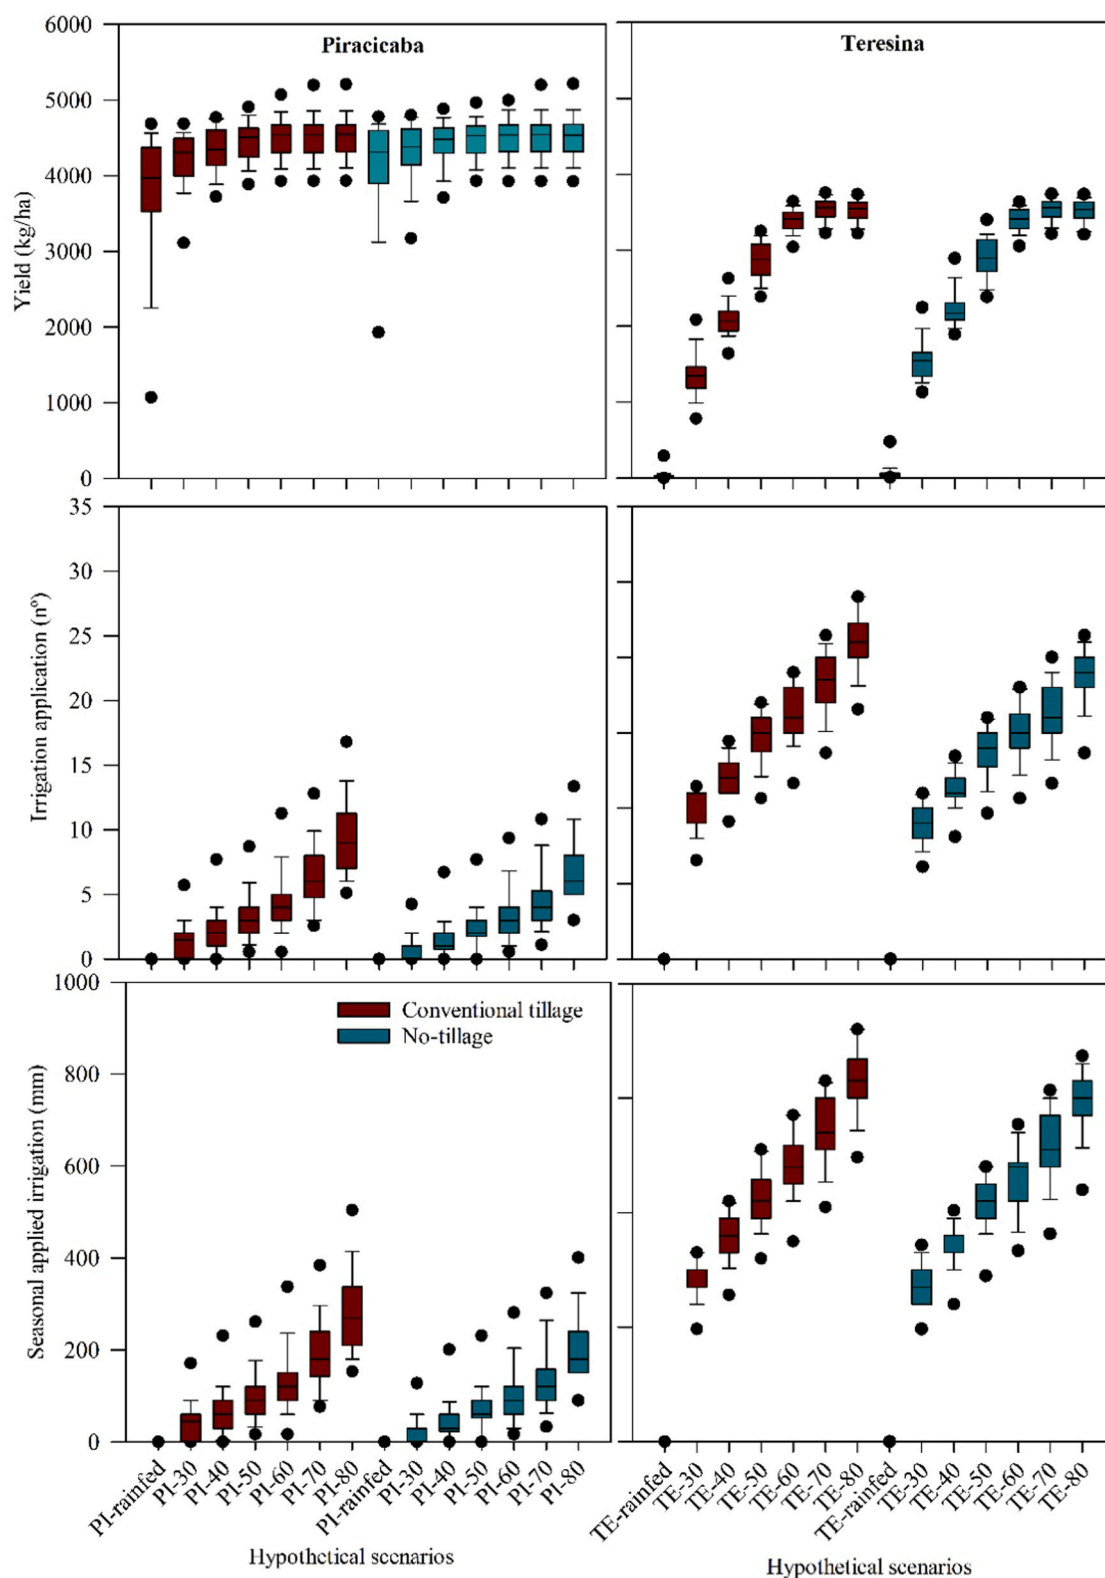 Piracicaba
Teresina
Yield (kg/ha)
6000
5000
4000
3000
2000
1000
0
Irrigation application (nº)
35
30
25
20
15
10
5
0
Conventional tillage
No-tillage
Seasonal applied irrigation (mm)
1000
800
600
400
200
0
PI-rainfed
PI-30
PI-40
PI-50
PI-60
PI-70
PI-80
PI-rainfed
PI-30
PI-40
PI-50
PI-60
PI-70
PI-80
TE-rainfed
TE-30
TE-40
TE-50
TE-60
TE-70
TE-80
TE-rainfed
TE-30
TE-40
TE-50
TE-60
TE-70
TE-80
Hypothetical scenarios
Hypothetical scenarios